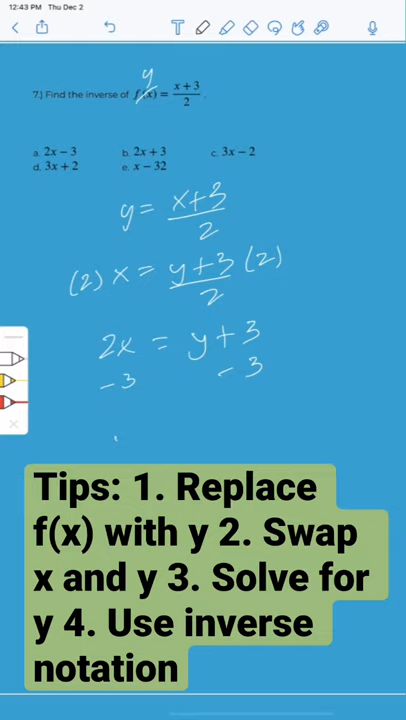 12:43 PM Thu Dec 2
T
y
7.) Find the inverse of f(x) = x + 3 / 2 .
a. 2x − 3 b. 2x + 3 c. 3x − 2
d. 3x + 2 e. x − 32
y = x+3 / 2
(2) x = y+3 / 2 (2)
2x = y + 3
− 3 − 3
Tips: 1. Replace
f(x) with y 2. Swap
x and y 3. Solve for
y 4. Use inverse
notation